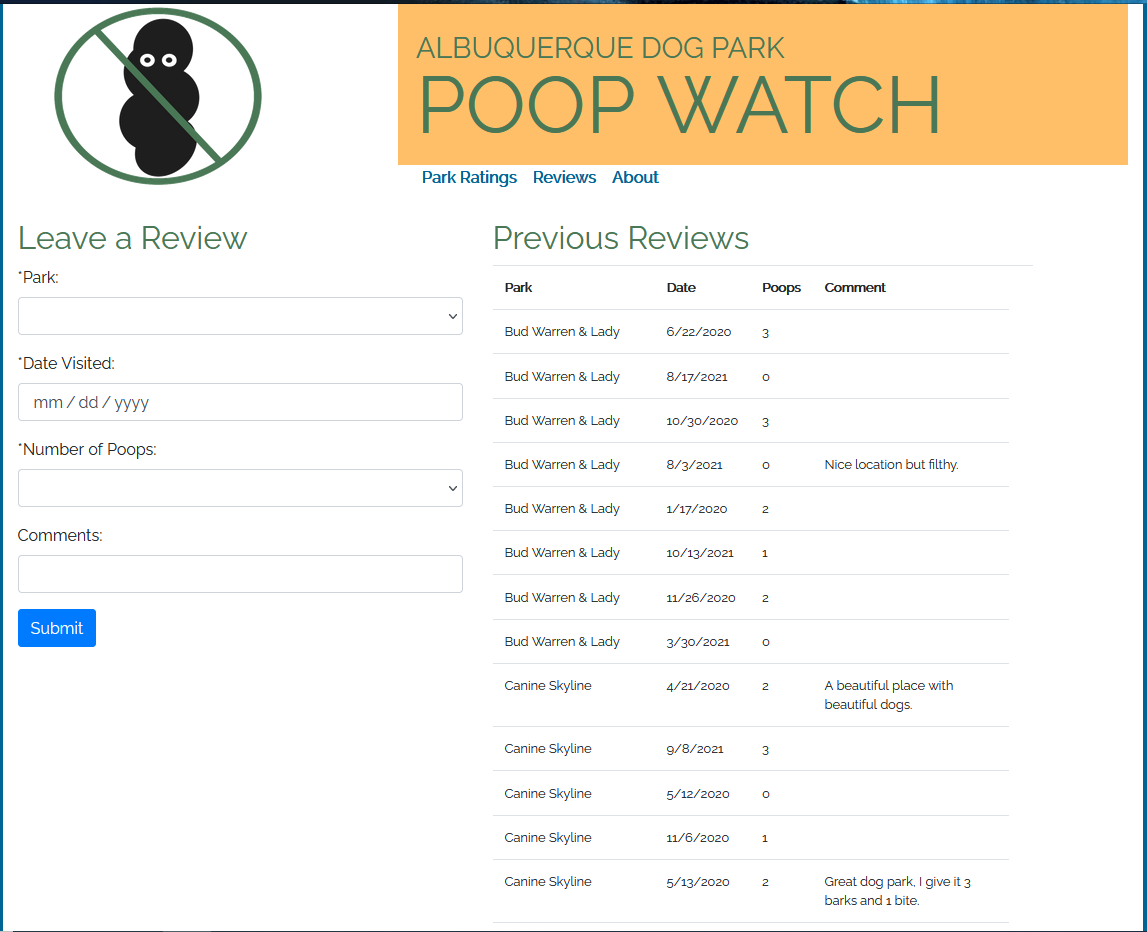 ALBUQUERQUE DOG PARK
POOP WATCH
Park Ratings Reviews About
Leave a Review
*Park:
*Date Visited:
mm / dd / yyyy
*Number of Poops:
Comments:
Submit
Previous Reviews
Park Date Poops Comment
Bud Warren & Lady 6/22/2020 3
Bud Warren & Lady 8/17/2021 0
Bud Warren & Lady 10/30/2020 3
Bud Warren & Lady 8/3/2021 0 Nice location but filthy.
Bud Warren & Lady 1/17/2020 2
Bud Warren & Lady 10/13/2021 1
Bud Warren & Lady 11/26/2020 2
Bud Warren & Lady 3/30/2021 0
Canine Skyline 4/21/2020 2 A beautiful place with
beautiful dogs.
Canine Skyline 9/8/2021 3
Canine Skyline 5/12/2020 0
Canine Skyline 11/6/2020 1
Canine Skyline 5/13/2020 2 Great dog park, I give it 3
barks and 1 bite.